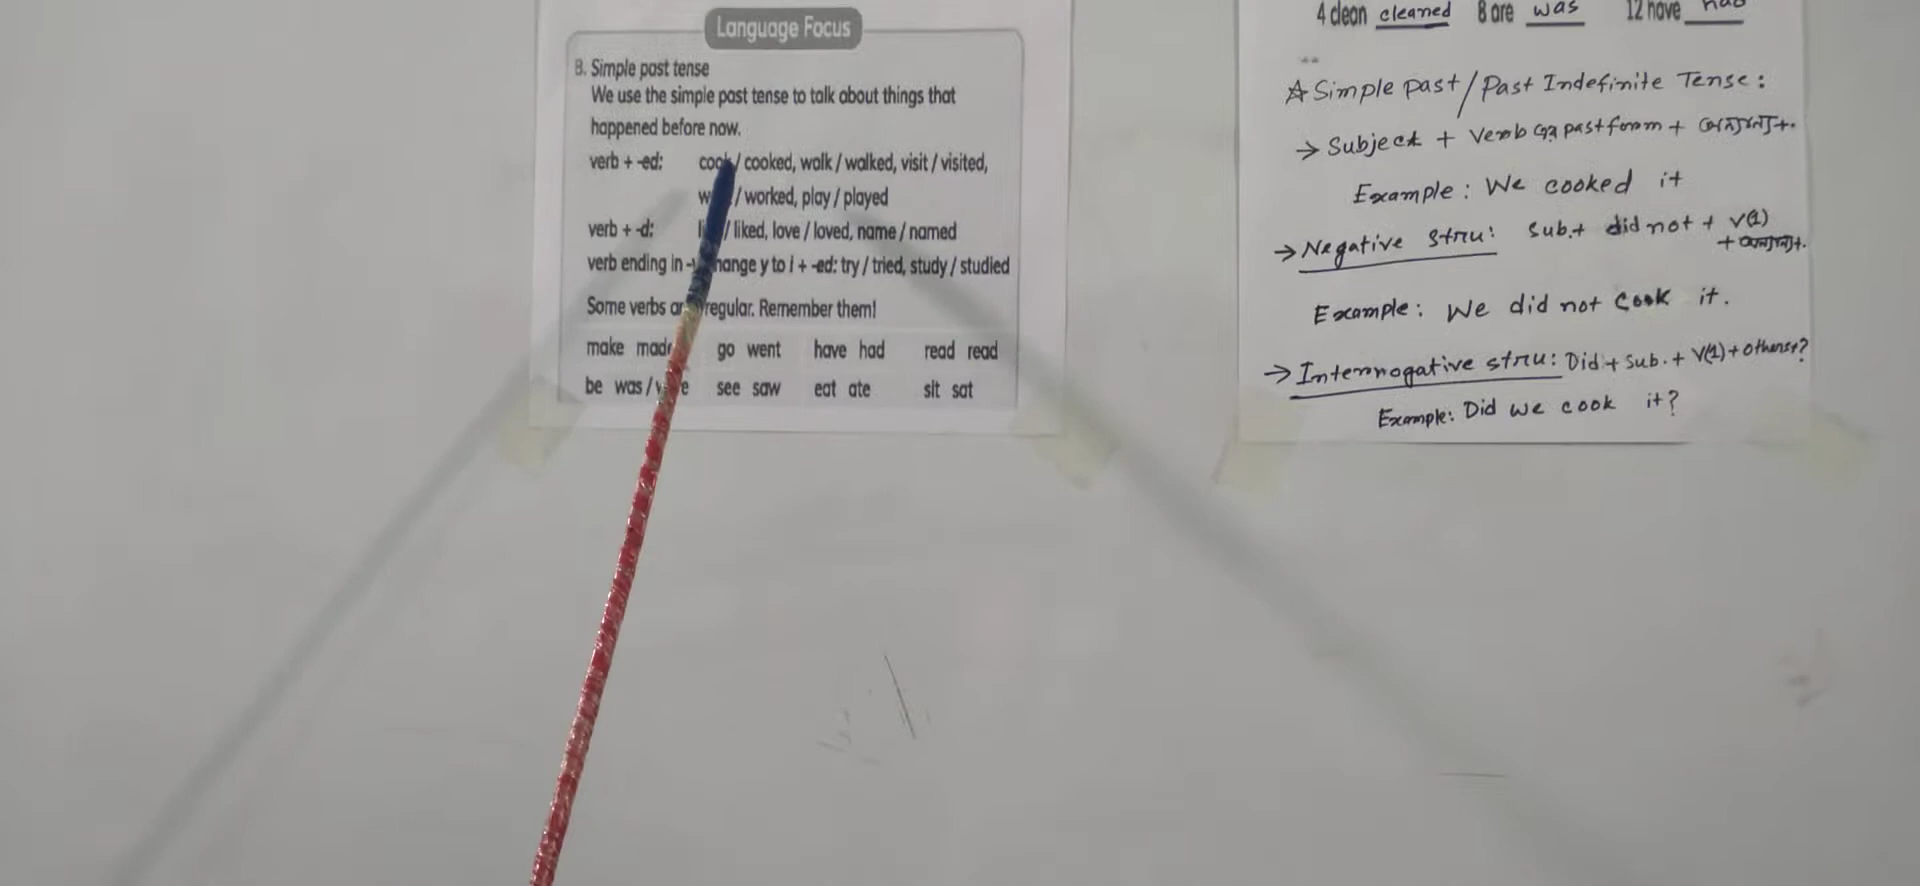 Language Focus
B. Simple past tense
We use the simple past tense to talk about things that
happened before now.
verb + -ed: cook / cooked, walk / walked, visit / visited,
/ worked, play / played
verb + -d: / liked, love / loved, name / named
verb ending in change y to i + -ed: try / tried, study / studied
Some verbs regular. Remember them!
make made go went have had read read
be was / see saw eat ate sit sat
4 clean cleaned 8 are was 12 have had
☆ Simple past / Past Indefinite Tense:
→ Subject + Verb এর past form + অন্যান্য+.
Example: We cooked it
→ Negative stru: Sub.+ did not + V(1)
+ অন্যান্য+.
Example: We did not cook it.
→ Interrogative stru: Did + Sub. + V(1) + others+?
Example: Did we cook it?